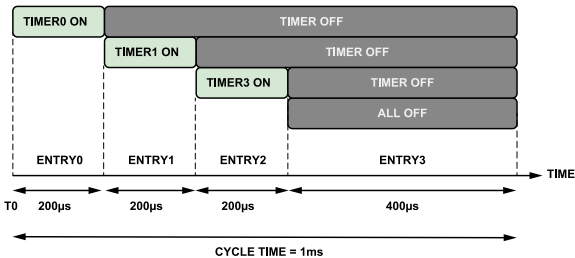 TIMER0 ON TIMER OFF
TIMER1 ON TIMER OFF
TIMER3 ON TIMER OFF
ALL OFF
ENTRY0 ENTRY1 ENTRY2 ENTRY3
TIME
T0 200µs 200µs 200µs 400µs
CYCLE TIME = 1ms